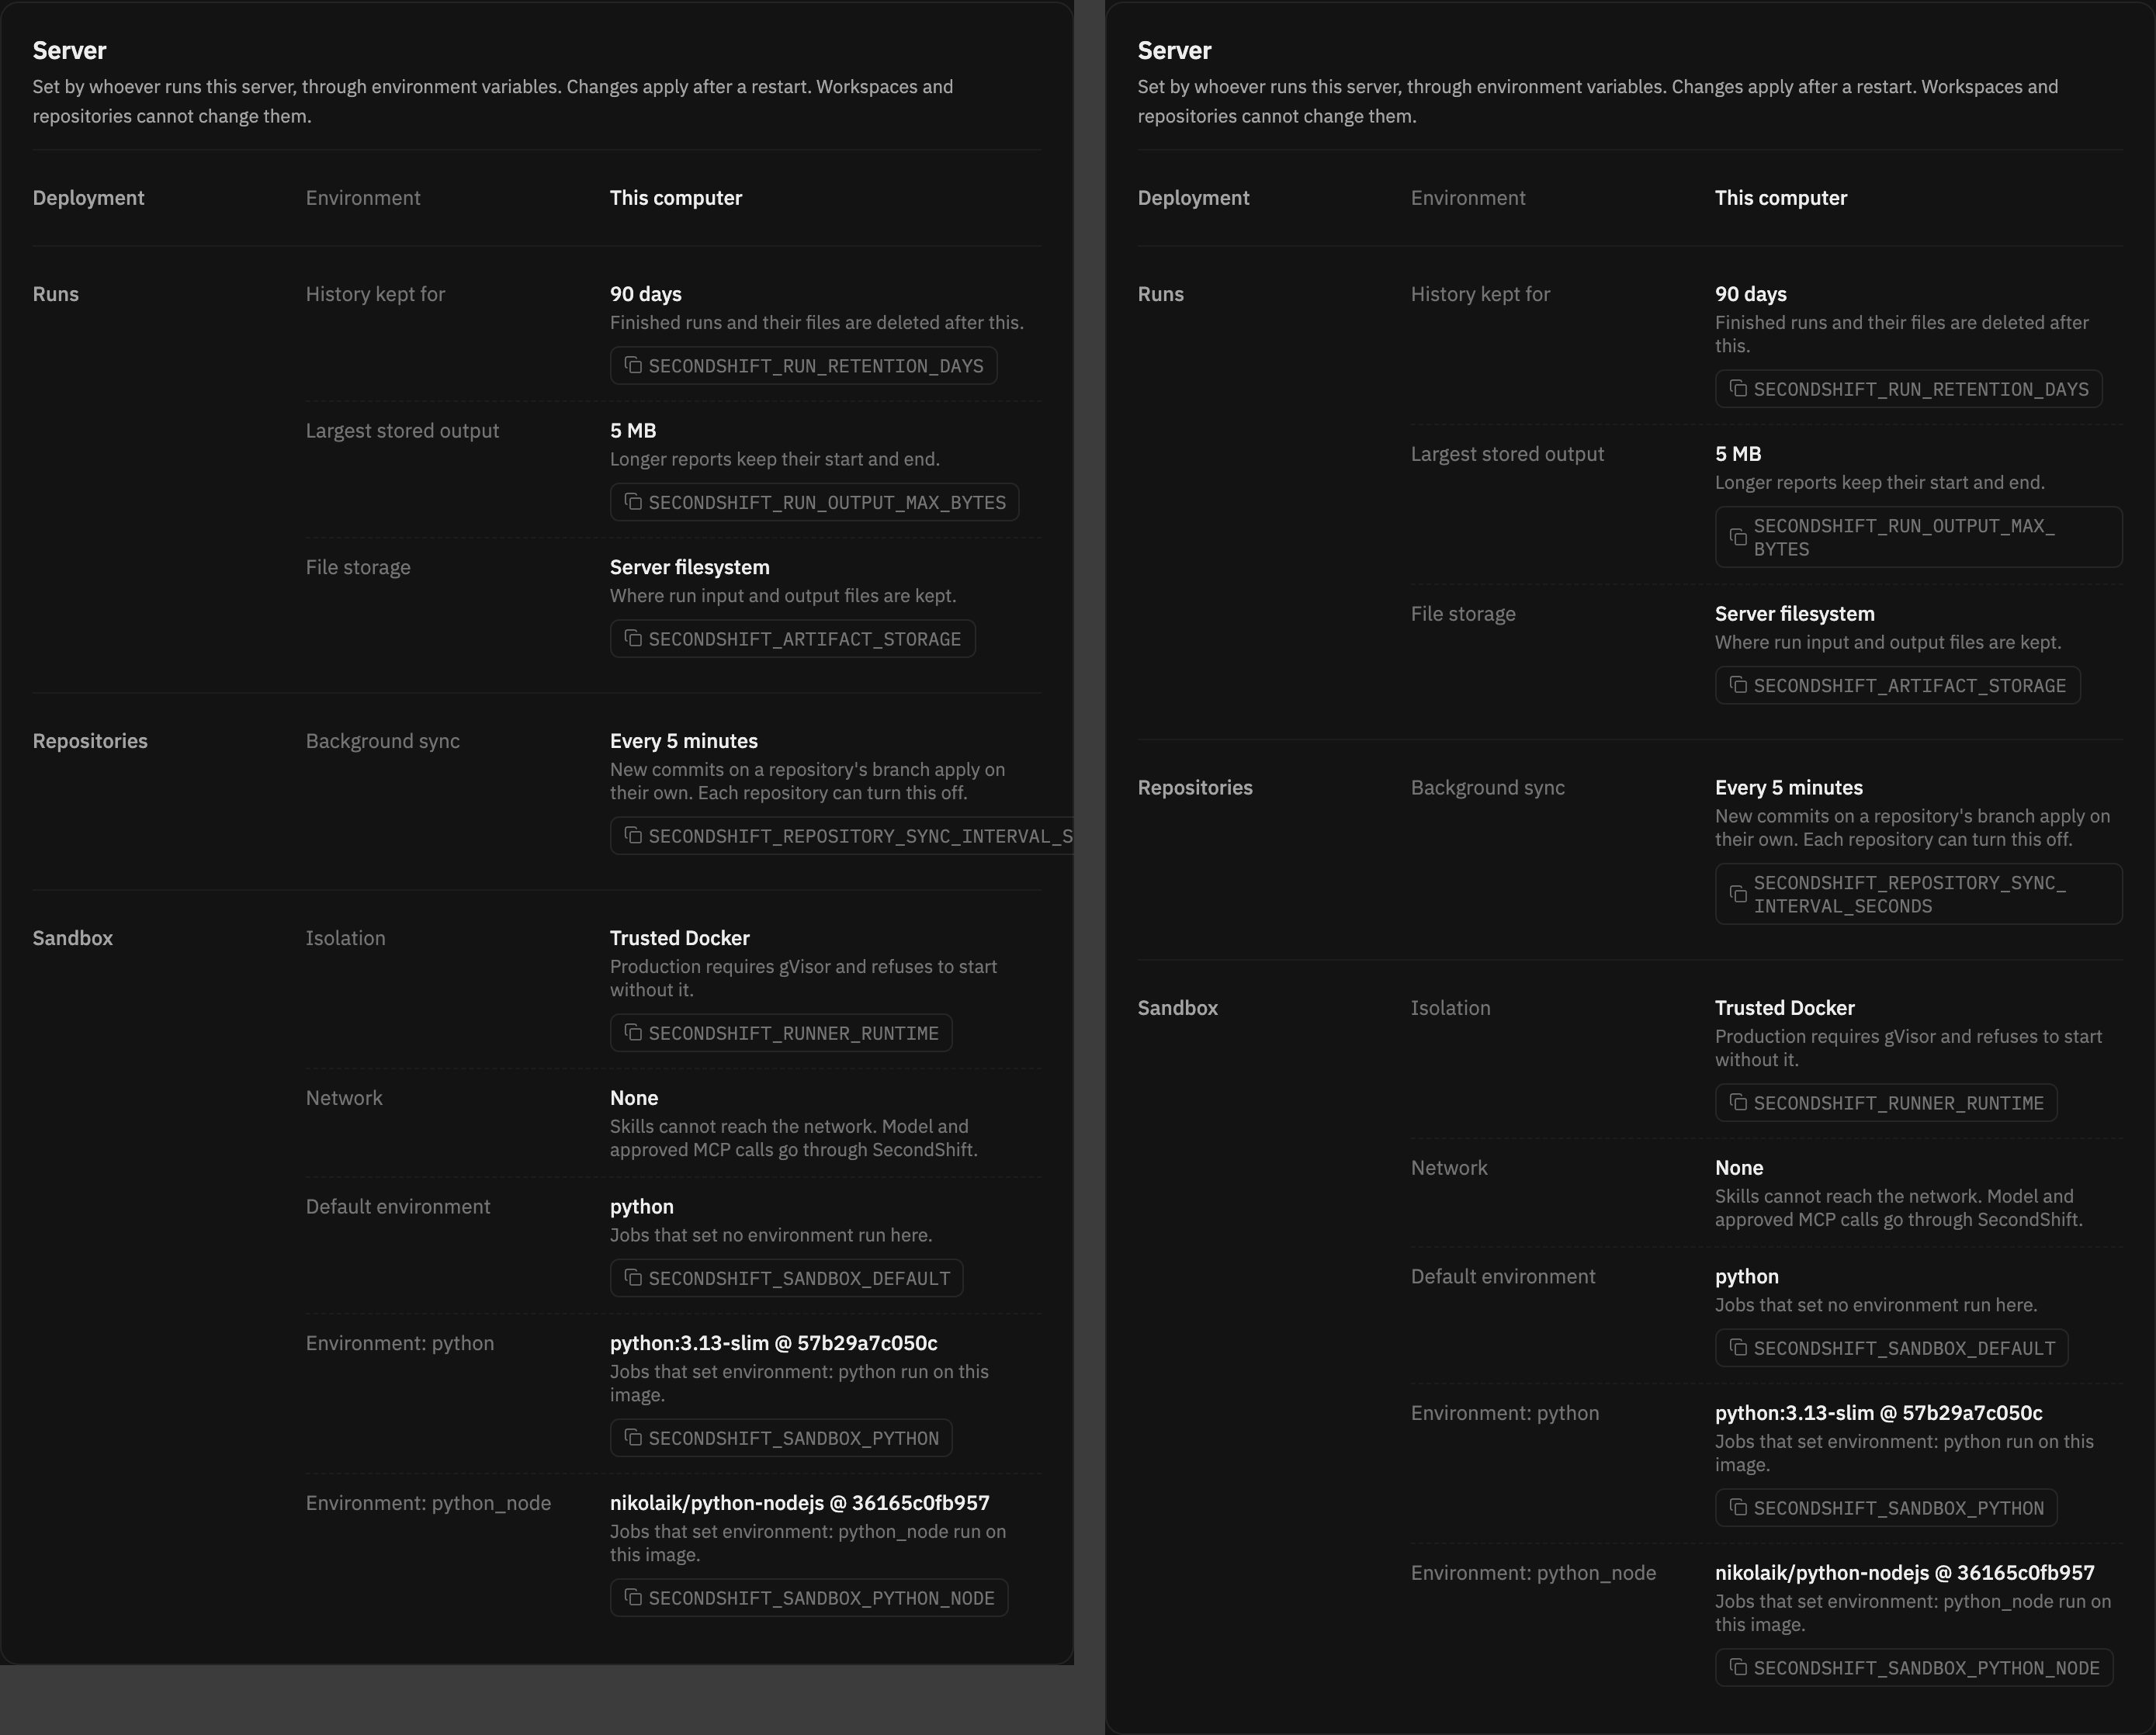 Server
Set by whoever runs this server, through environment variables. Changes apply after a restart. Workspaces and
repositories cannot change them.
Deployment
Environment
This computer
Runs
History kept for
90 days
Finished runs and their files are deleted after this.
SECONDSHIFT_RUN_RETENTION_DAYS
Largest stored output
5 MB
Longer reports keep their start and end.
SECONDSHIFT_RUN_OUTPUT_MAX_BYTES
File storage
Server filesystem
Where run input and output files are kept.
SECONDSHIFT_ARTIFACT_STORAGE
Repositories
Background sync
Every 5 minutes
New commits on a repository's branch apply on
their own. Each repository can turn this off.
SECONDSHIFT_REPOSITORY_SYNC_INTERVAL_S
Sandbox
Isolation
Trusted Docker
Production requires gVisor and refuses to start
without it.
SECONDSHIFT_RUNNER_RUNTIME
Network
None
Skills cannot reach the network. Model and
approved MCP calls go through SecondShift.
Default environment
python
Jobs that set no environment run here.
SECONDSHIFT_SANDBOX_DEFAULT
Environment: python
python:3.13-slim @ 57b29a7c050c
Jobs that set environment: python run on this
image.
SECONDSHIFT_SANDBOX_PYTHON
Environment: python_node
nikolaik/python-nodejs @ 36165c0fb957
Jobs that set environment: python_node run on
this image.
SECONDSHIFT_SANDBOX_PYTHON_NODE
Server
Set by whoever runs this server, through environment variables. Changes apply after a restart. Workspaces and
repositories cannot change them.
Deployment
Environment
This computer
Runs
History kept for
90 days
Finished runs and their files are deleted after
this.
SECONDSHIFT_RUN_RETENTION_DAYS
Largest stored output
5 MB
Longer reports keep their start and end.
SECONDSHIFT_RUN_OUTPUT_MAX_
BYTES
File storage
Server filesystem
Where run input and output files are kept.
SECONDSHIFT_ARTIFACT_STORAGE
Repositories
Background sync
Every 5 minutes
New commits on a repository's branch apply on
their own. Each repository can turn this off.
SECONDSHIFT_REPOSITORY_SYNC_
INTERVAL_SECONDS
Sandbox
Isolation
Trusted Docker
Production requires gVisor and refuses to start
without it.
SECONDSHIFT_RUNNER_RUNTIME
Network
None
Skills cannot reach the network. Model and
approved MCP calls go through SecondShift.
Default environment
python
Jobs that set no environment run here.
SECONDSHIFT_SANDBOX_DEFAULT
Environment: python
python:3.13-slim @ 57b29a7c050c
Jobs that set environment: python run on this
image.
SECONDSHIFT_SANDBOX_PYTHON
Environment: python_node
nikolaik/python-nodejs @ 36165c0fb957
Jobs that set environment: python_node run on
this image.
SECONDSHIFT_SANDBOX_PYTHON_NODE